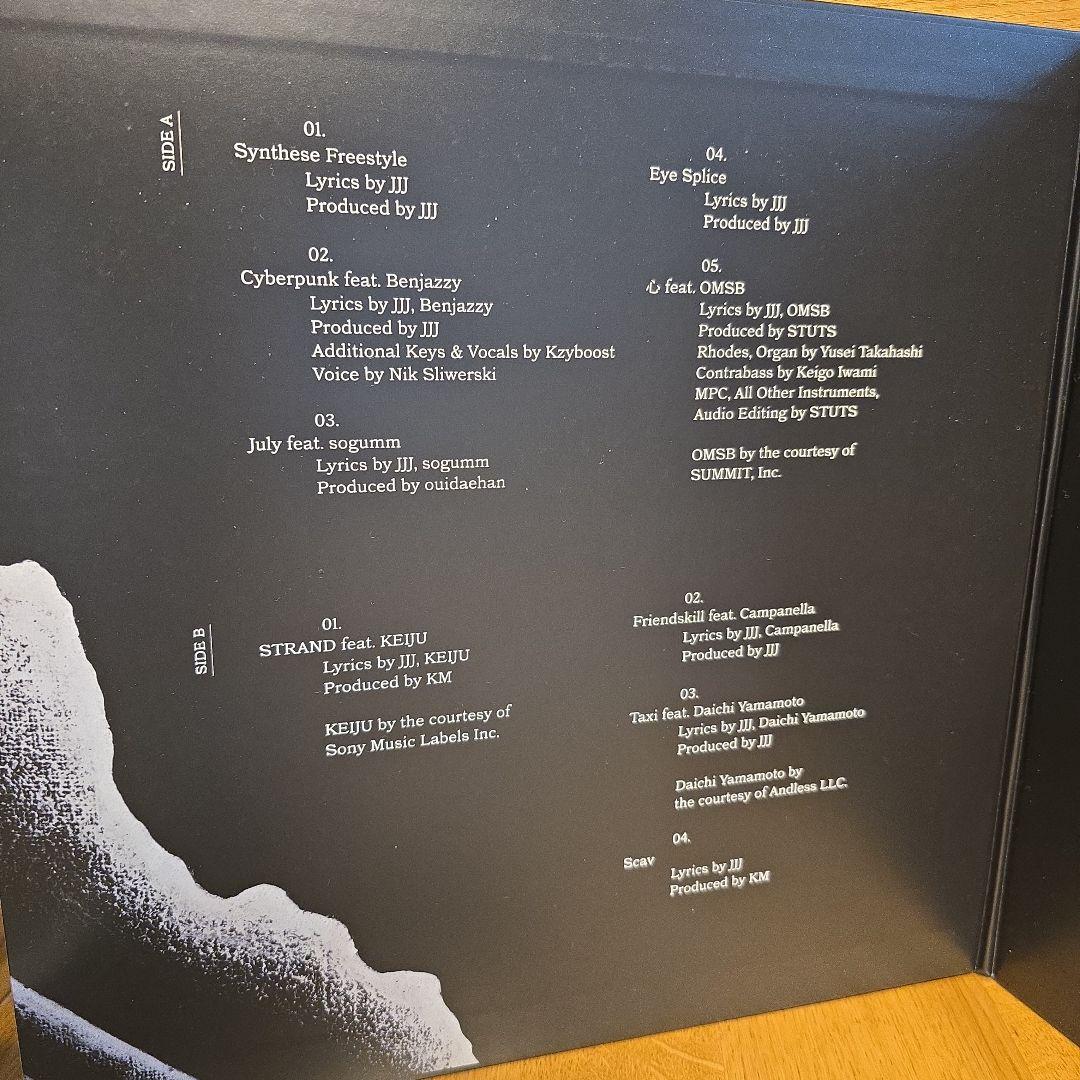 SIDE A
01.
Synthese Freestyle
Lyrics by JJJ
Produced by JJJ
02.
Cyberpunk feat. Benjazzy
Lyrics by JJJ, Benjazzy
Produced by JJJ
Additional Keys & Vocals by Kzyboost
Voice by Nik Sliwerski
03.
July feat. sogumm
Lyrics by JJJ, sogumm
Produced by ouidaehan
04.
Eye Splice
Lyrics by JJJ
Produced by JJJ
05.
心 feat. OMSB
Lyrics by JJJ, OMSB
Produced by STUTS
Rhodes, Organ by Yusei Takahashi
Contrabass by Keigo Iwami
MPC, All Other Instruments,
Audio Editing by STUTS
OMSB by the courtesy of
SUMMIT, Inc.
SIDE B
01.
STRAND feat. KEIJU
Lyrics by JJJ, KEIJU
Produced by KM
KEIJU by the courtesy of
Sony Music Labels Inc.
02.
Friendskill feat. Campanella
Lyrics by JJJ, Campanella
Produced by JJJ
03.
Taxi feat. Daichi Yamamoto
Lyrics by JJJ, Daichi Yamamoto
Produced by JJJ
Daichi Yamamoto by
the courtesy of Andless LLC.
04.
Scav
Lyrics by JJJ
Produced by KM